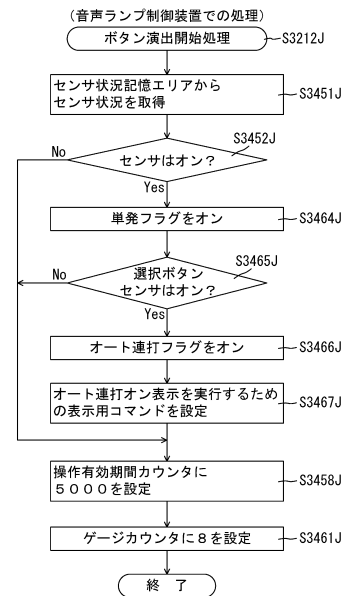 （音声ランプ制御装置での処理）
ボタン演出開始処理
S3212J
センサ状況記憶エリアから
センサ状況を取得
S3451J
センサはオン？
S3452J
No
Yes
単発フラグをオン
S3464J
選択ボタン
センサはオン？
S3465J
No
Yes
オート連打フラグをオン
S3466J
オート連打オン表示を実行するため
の表示用コマンドを設定
S3467J
操作有効期間カウンタに
５０００を設定
S3458J
ゲージカウンタに８を設定
S3461J
終 了